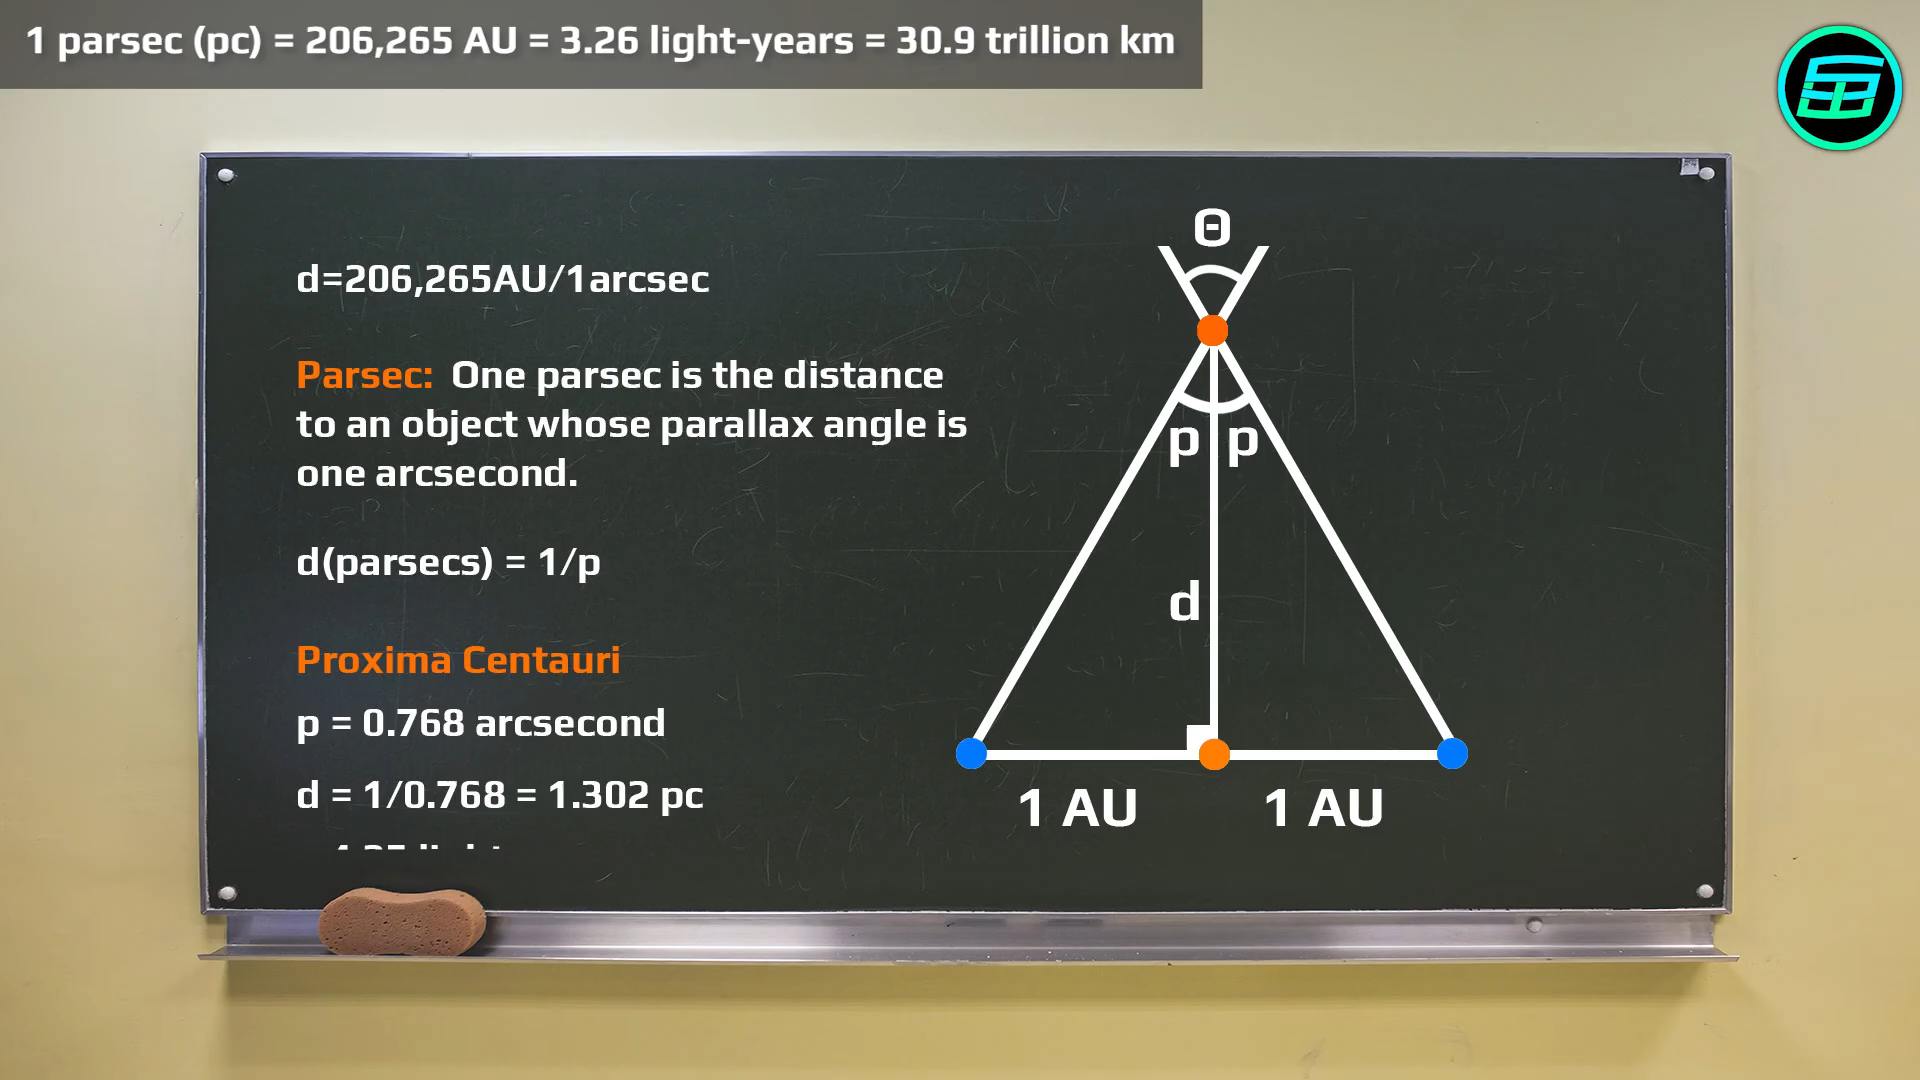 1 parsec (pc) = 206,265 AU = 3.26 light-years = 30.9 trillion km
d=206,265AU/1arcsec
Parsec: One parsec is the distance
to an object whose parallax angle is
one arcsecond.
d(parsecs) = 1/p
Proxima Centauri
p = 0.768 arcsecond
d = 1/0.768 = 1.302 pc
Θ
p p
d
1 AU 1 AU